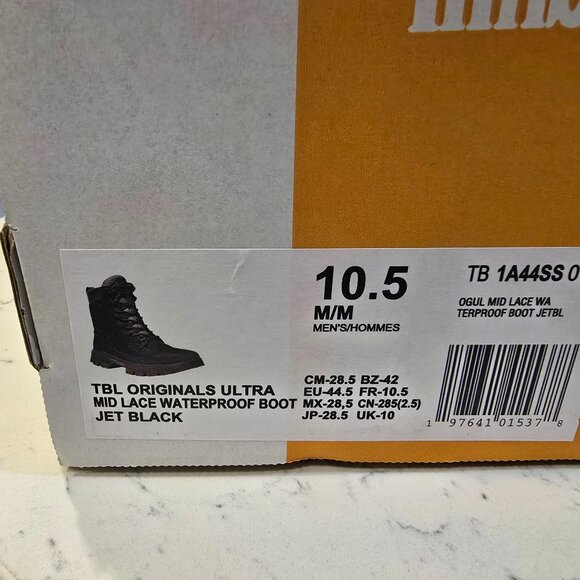 10.5
M/M
MEN'S/HOMMES
TB 1A44SS 0
OGUL MID LACE WA
TERPROOF BOOT JETBL
TBL ORIGINALS ULTRA
MID LACE WATERPROOF BOOT
JET BLACK
CM-28.5 BZ-42
EU-44.5 FR-10.5
MX-28,5 CN-285(2.5)
JP-28.5 UK-10
1 97641 01537 8